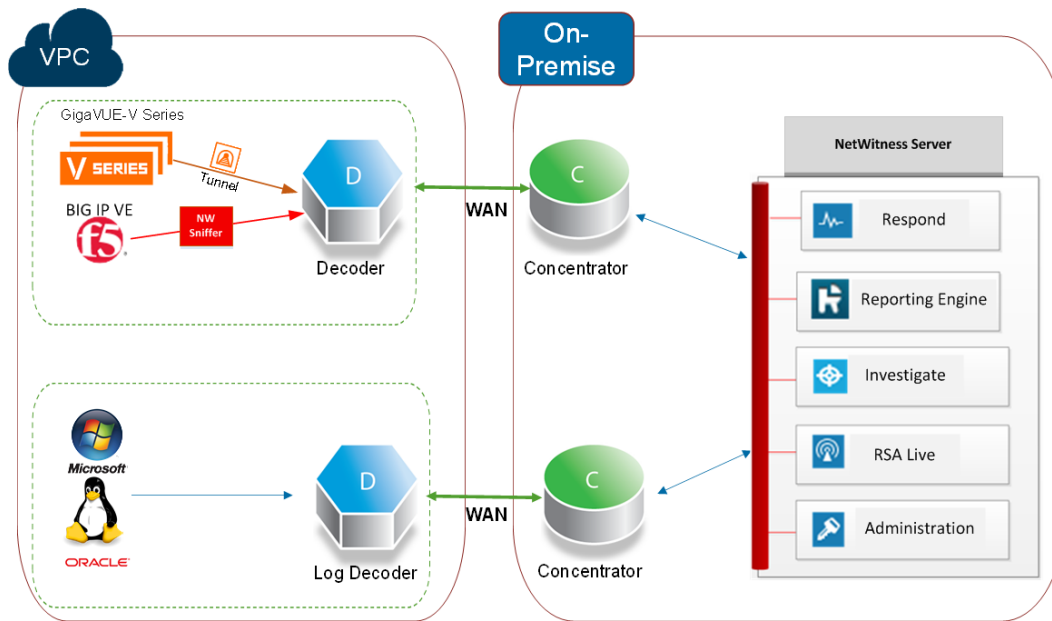 VPC
On-
Premise
GigaVUE-V Series
V SERIES
Tunnel
BIG IP VE
f5
NW
Sniffer
D
Decoder
WAN
C
Concentrator
NetWitness Server
Respond
Reporting Engine
Investigate
RSA Live
Administration
Microsoft
ORACLE
D
Log Decoder
WAN
C
Concentrator